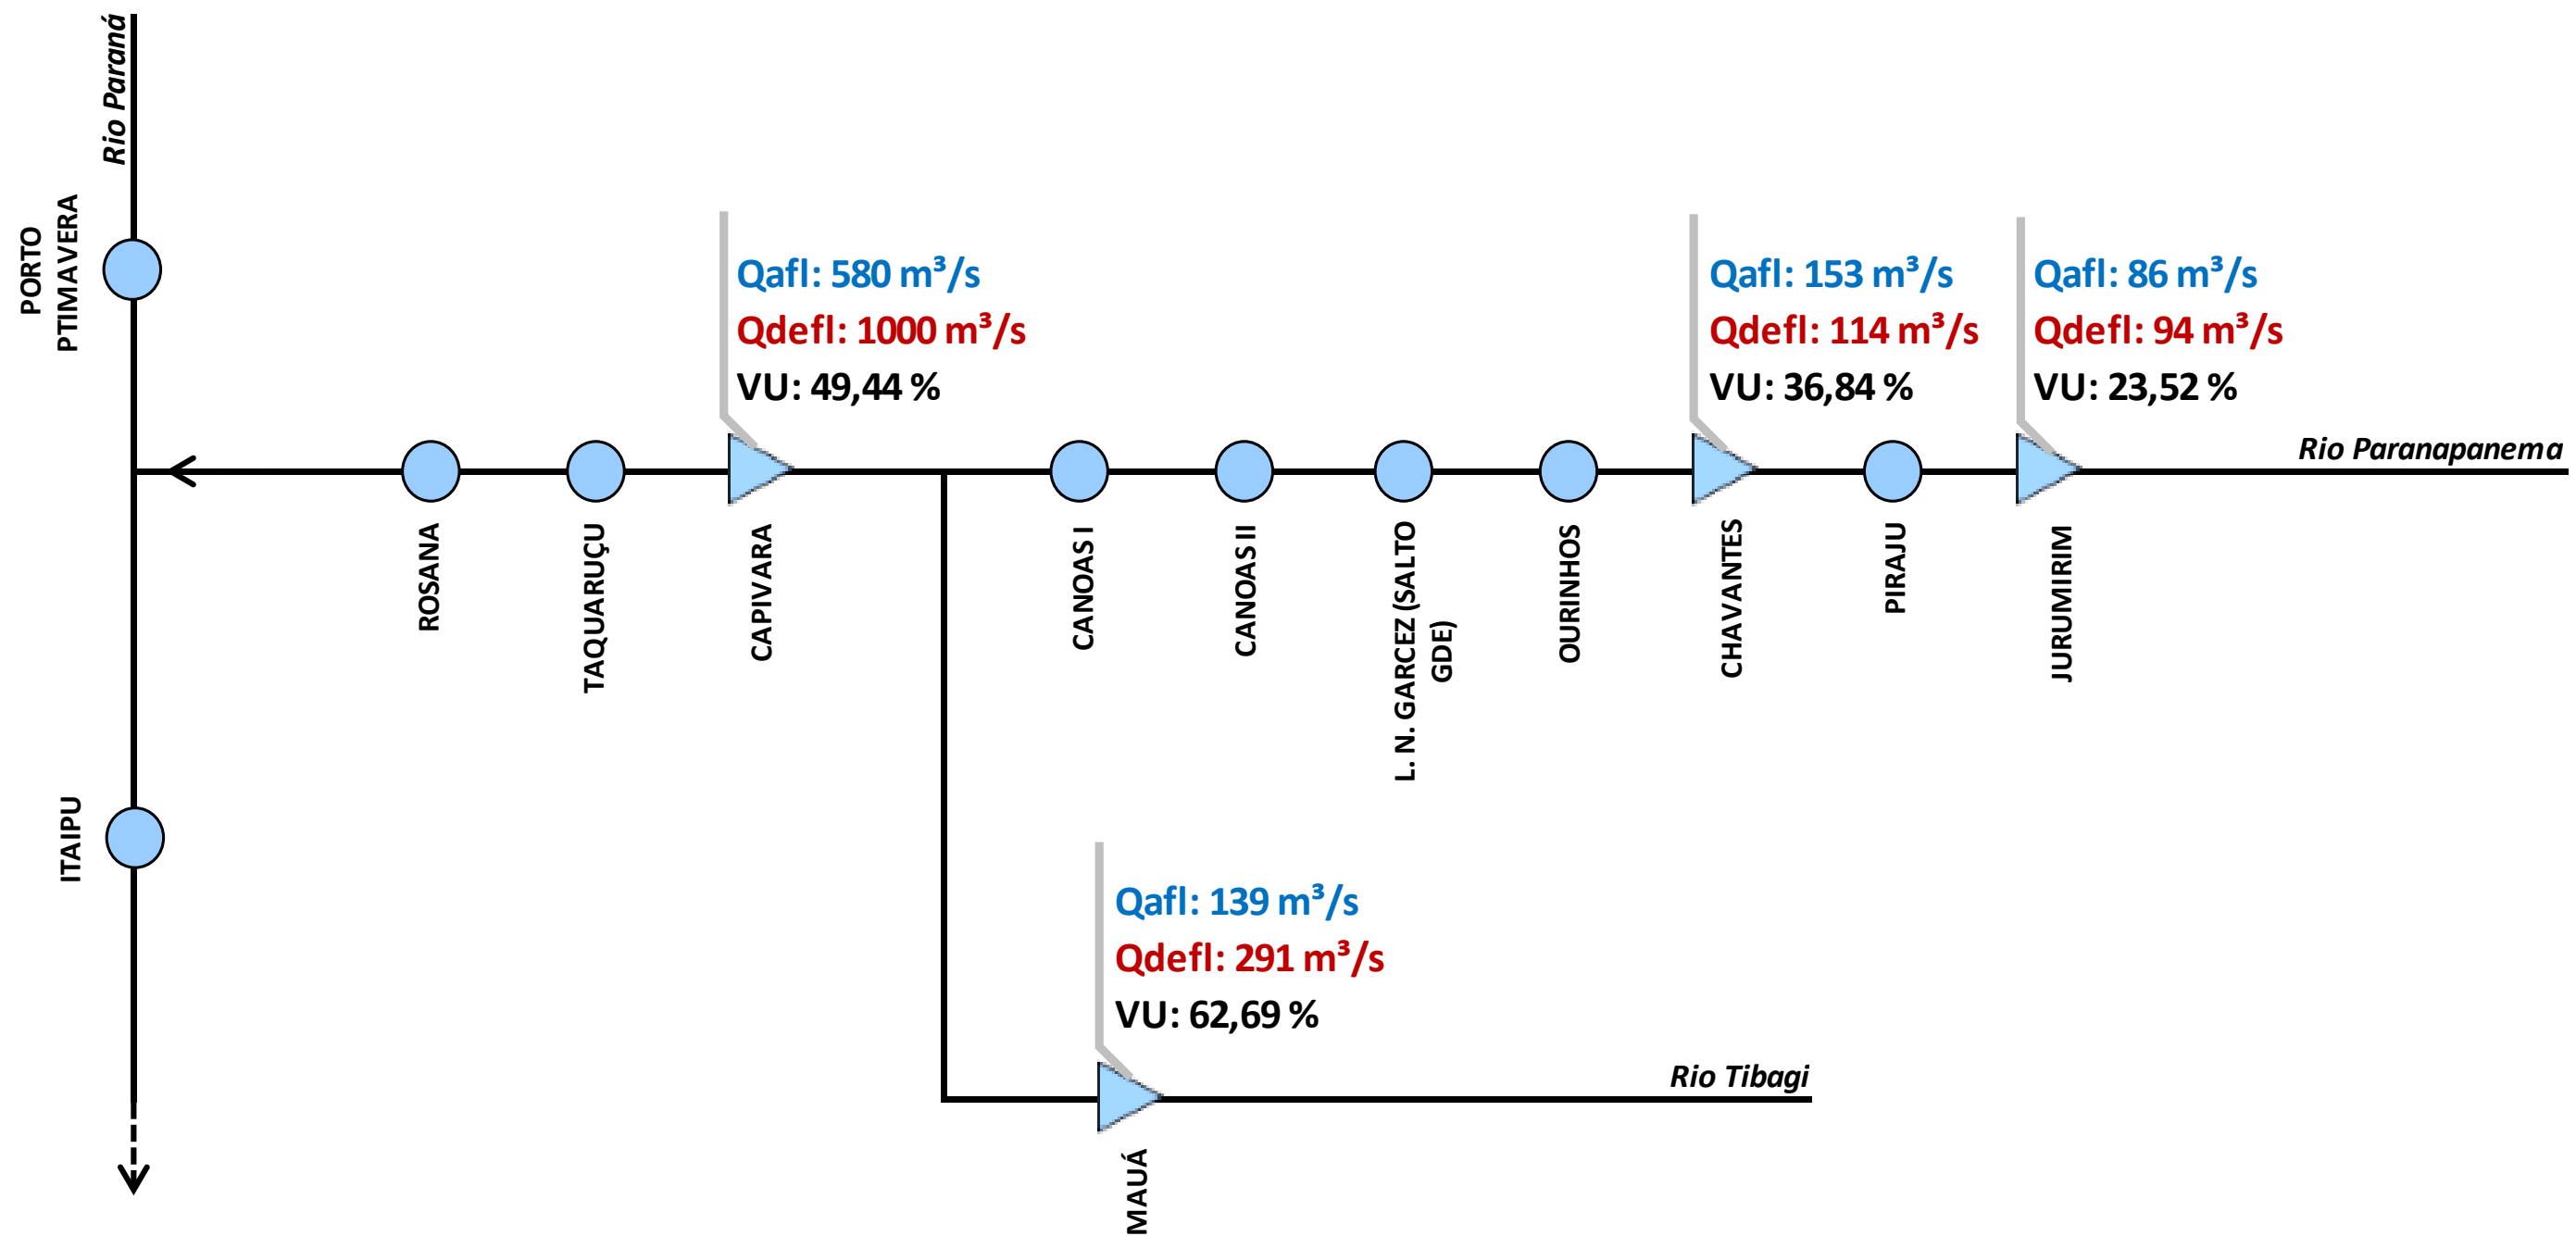 Rio Paraná
PORTO
PTIMAVERA
Qafl: 580 m³/s
Qdefl: 1000 m³/s
VU: 49,44 %
Qafl: 153 m³/s
Qdefl: 114 m³/s
VU: 36,84 %
Qafl: 86 m³/s
Qdefl: 94 m³/s
VU: 23,52 %
Rio Paranapanema
ROSANA
TAQUARUÇU
CAPIVARA
CANOAS I
CANOAS II
L. N. GARCEZ (SALTO
GDE)
OURINHOS
CHAVANTES
PIRAJU
JURUMIRIM
ITAIPU
Qafl: 139 m³/s
Qdefl: 291 m³/s
VU: 62,69 %
Rio Tibagi
MAUÁ